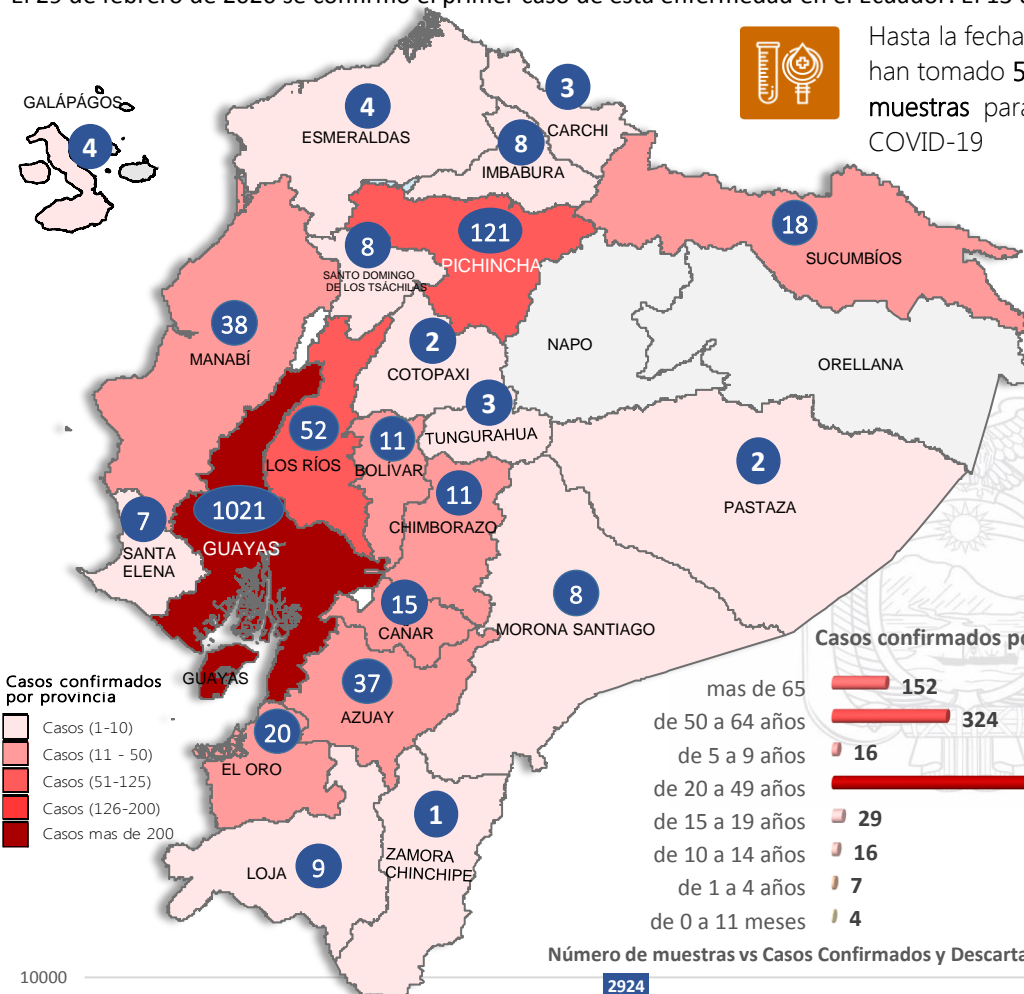 El 29 de febrero de 2020 se confirmó el primer caso de esta enfermedad en el Ecuador. El 13
Hasta la fecha
han tomado 5
muestras para
COVID-19
GALÁPÁGOS
4
4
ESMERALDAS
3
CARCHI
8
IMBABURA
18
SUCUMBÍOS
121
PICHINCHA
8
SANTO DOMINGO
DE LOS TSÁCHILAS
38
MANABÍ
2
COTOPAXI
NAPO
ORELLANA
3
TUNGURAHUA
52
LOS RÍOS
11
BOLÍVAR
11
CHIMBORAZO
2
PASTAZA
1021
GUAYAS
7
SANTA
ELENA
15
CAÑAR
8
MORONA SANTIAGO
GUAYAS
37
AZUAY
20
EL ORO
1
ZAMORA
CHINCHIPE
LOJA 9
Casos confirmados
por provincia
Casos (1-10)
Casos (11 - 50)
Casos (51-125)
Casos (126-200)
Casos mas de 200
Casos confirmados po
mas de 65 152
de 50 a 64 años 324
de 5 a 9 años 16
de 20 a 49 años
de 15 a 19 años 29
de 10 a 14 años 16
de 1 a 4 años 7
de 0 a 11 meses 4
Número de muestras vs Casos Confirmados y Descarta
10000
2924